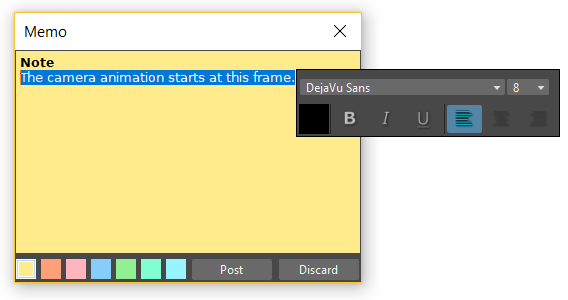 Memo
Note
The camera animation starts at this frame.
DejaVu Sans 8
B I U
Post Discard